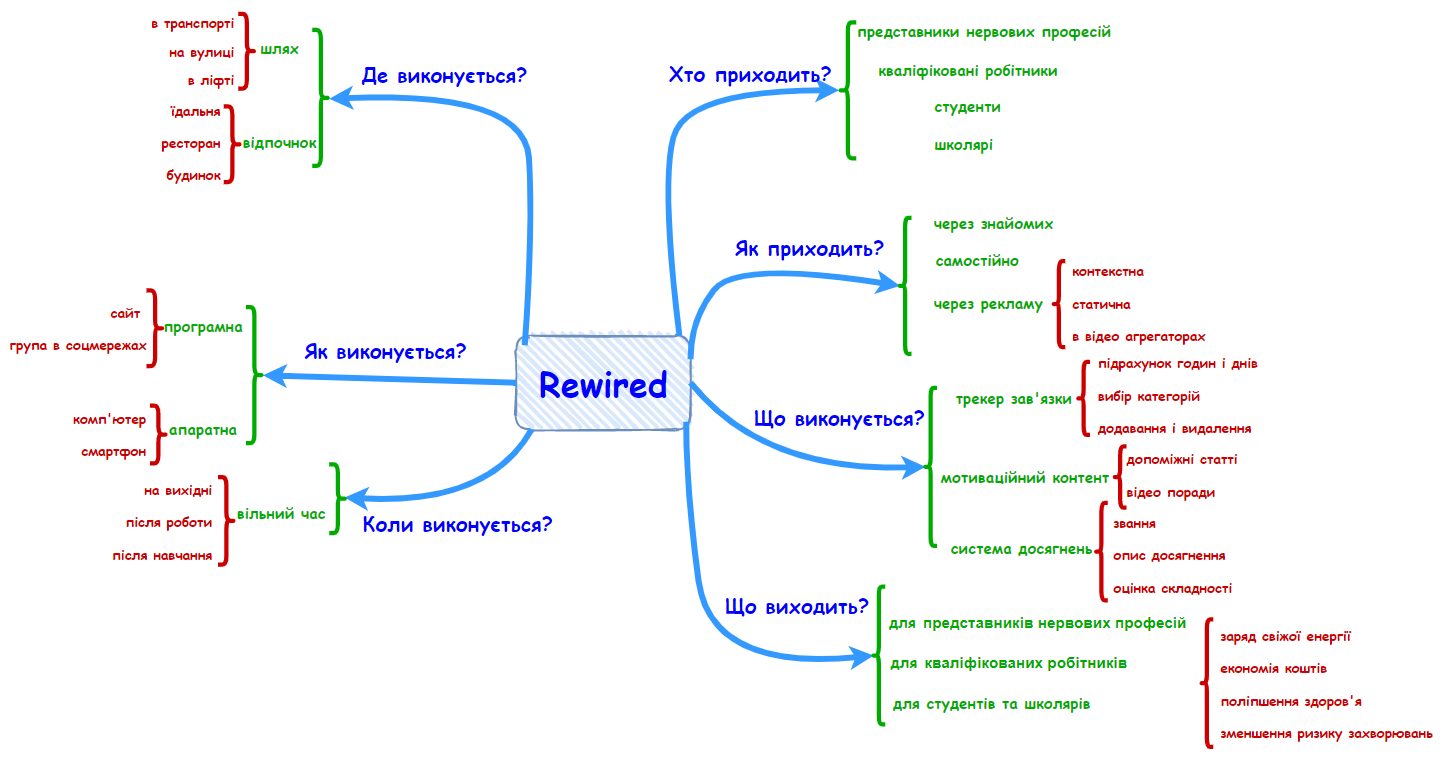 Rewired
Хто приходить?
представники нервових професій
кваліфіковані робітники
студенти
школярі
Як приходить?
через знайомих
самостійно
через рекламу
контекстна
статична
в відео агрегаторах
Що виконується?
трекер зав'язки
підрахунок годин і днів
вибір категорій
додавання і видалення
мотиваційний контент
допоміжні статті
відео поради
система досягнень
звання
опис досягнення
оцінка складності
Що виходить?
для представників нервових професій
для кваліфікованих робітників
для студентів та школярів
заряд свіжої енергії
економія коштів
поліпшення здоров'я
зменшення ризику захворювань
Де виконується?
шлях
в транспорті
на вулиці
в ліфті
відпочнок
їдальня
ресторан
будинок
Як виконується?
програмна
сайт
група в соцмережах
апаратна
комп'ютер
смартфон
Коли виконується?
вільний час
на вихідні
після роботи
після навчання